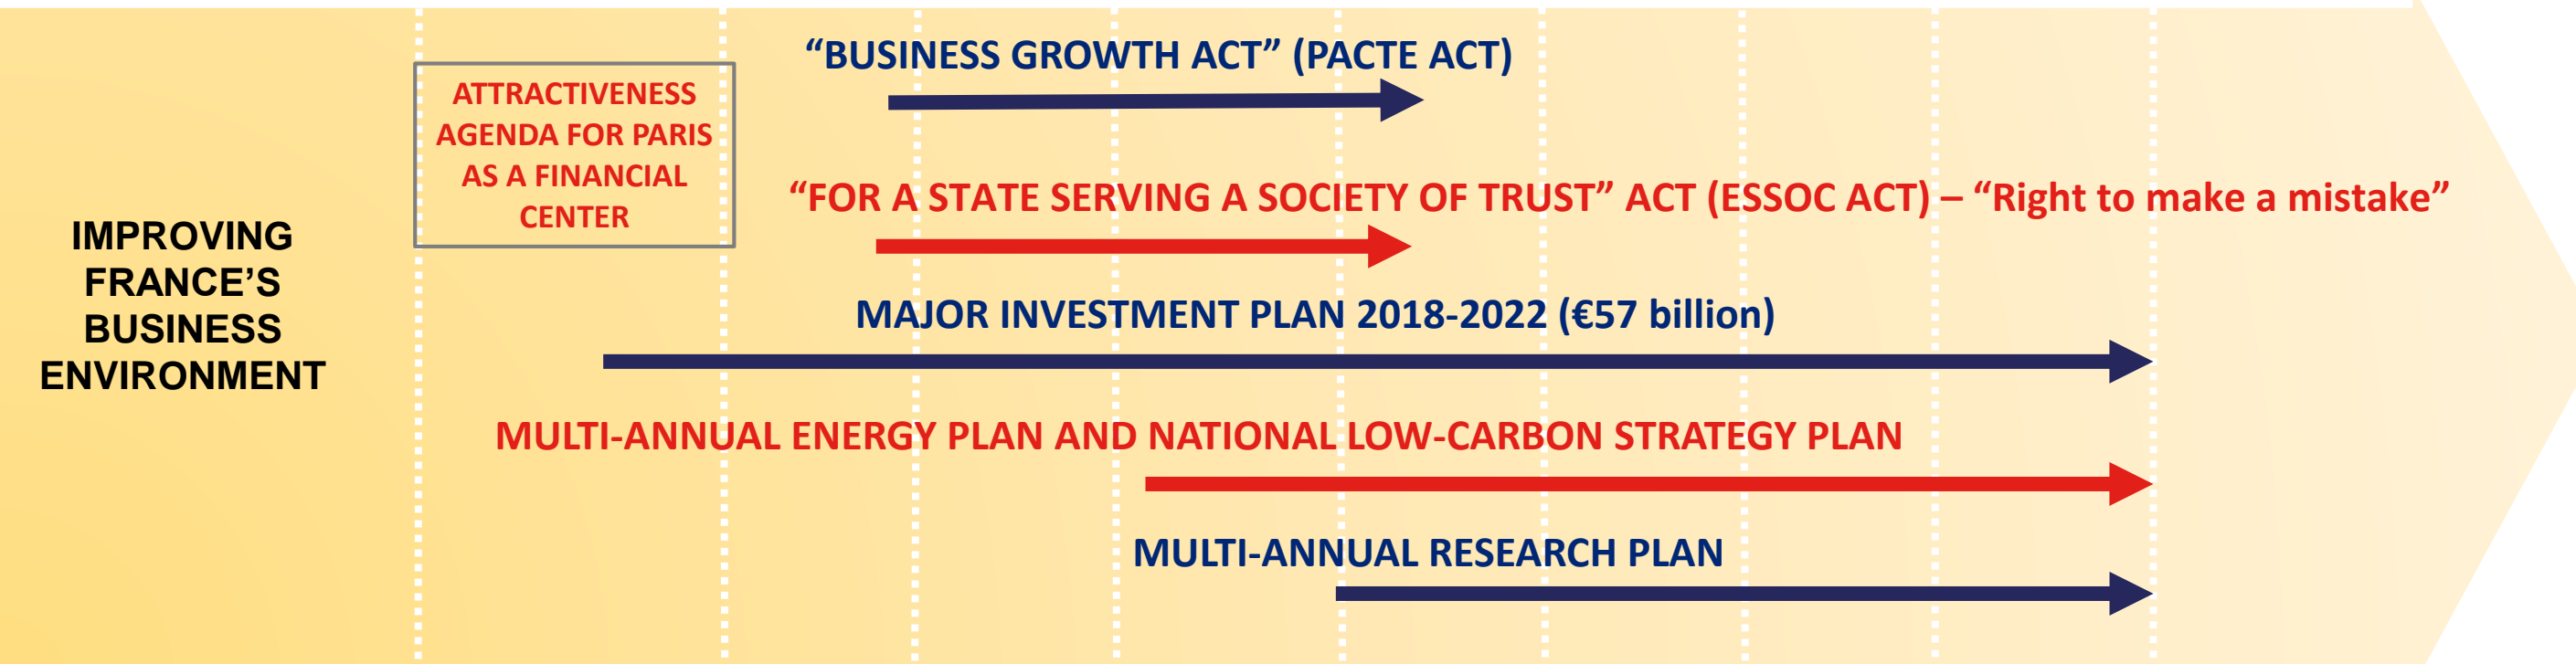 IMPROVING
FRANCE’S
BUSINESS
ENVIRONMENT
ATTRACTIVENESS
AGENDA FOR PARIS
AS A FINANCIAL
CENTER
“BUSINESS GROWTH ACT” (PACTE ACT)
“FOR A STATE SERVING A SOCIETY OF TRUST” ACT (ESSOC ACT) – “Right to make a mistake”
MAJOR INVESTMENT PLAN 2018-2022 (€57 billion)
MULTI-ANNUAL ENERGY PLAN AND NATIONAL LOW-CARBON STRATEGY PLAN
MULTI-ANNUAL RESEARCH PLAN